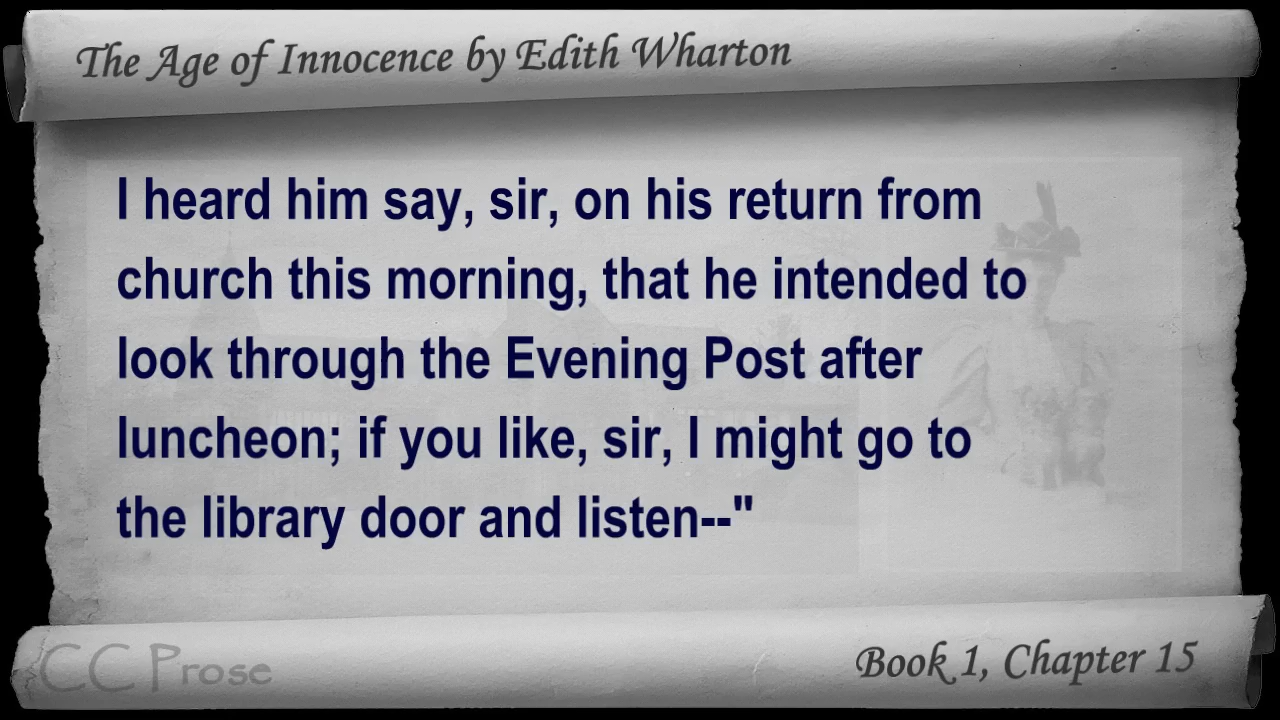 The Age of Innocence by Edith Wharton
I heard him say, sir, on his return from
church this morning, that he intended to
look through the Evening Post after
luncheon; if you like, sir, I might go to
the library door and listen--"
CC Prose
Book 1, Chapter 15